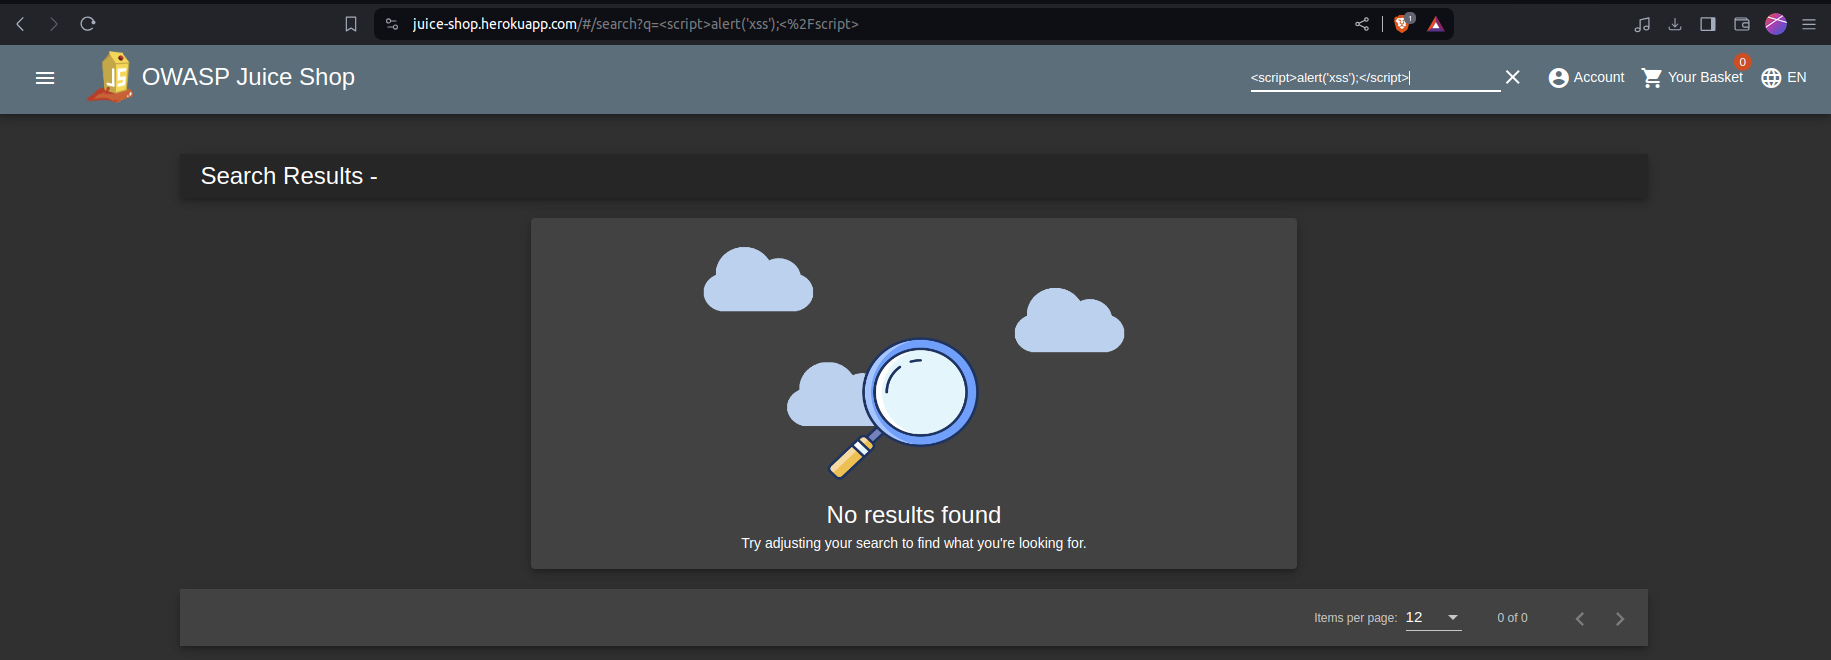 juice-shop.herokuapp.com/#/search?q=<script>alert('xss');<%2Fscript>
1
JS
OWASP Juice Shop
<script>alert('xss');</script>
Account
Your Basket
0
EN
Search Results -
No results found
Try adjusting your search to find what you're looking for.
Items per page:
12
0 of 0